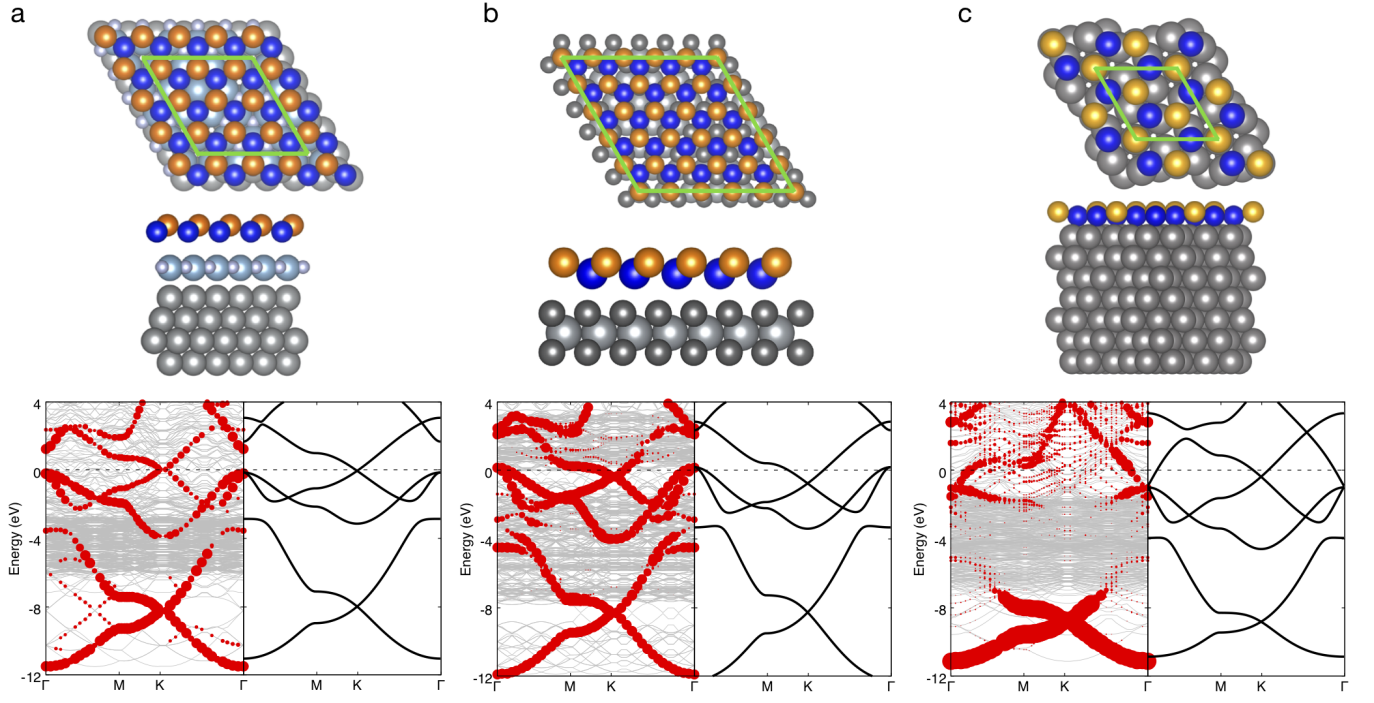 a
b
c
4
0
-4
-8
-12
Energy (eV)
Γ M K Γ M K Γ
4
0
-4
-8
-12
Energy (eV)
Γ M K Γ M K Γ
4
0
-4
-8
-12
Energy (eV)
Γ M K Γ M K Γ